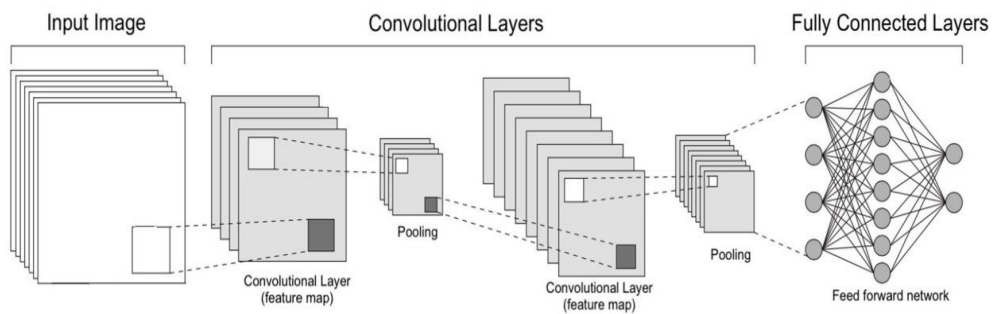 Input Image
Convolutional Layers
Fully Connected Layers
Pooling
Convolutional Layer
(feature map)
Convolutional Layer
(feature map)
Pooling
Feed forward network